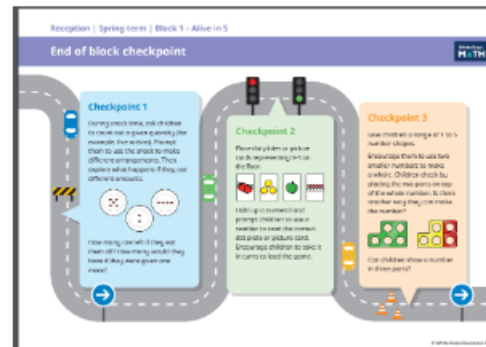 Reception | Spring term | Block 1 - Alive in 5
End of block checkpoint
White Rose
MATHS
Checkpoint 1
During snack time, ask children
to count out a given quantity (for
example, five raisins). Prompt
them to use the snack to make
different arrangements. Then
explore what happens if they eat
different amounts.
How many are left if they eat
them all? How many would they
have if they were given one
more?
Checkpoint 2
Place dot plates or picture
cards representing 0-5 on
the floor.
Hold up a numeral and
prompt children to use a
to the correct
dot plate or picture card.
Encourage children to take it
in turns to lead the game.
Checkpoint 3
Give children a range of 1 to 5
number shapes.
Encourage them to use two
smaller numbers to make
a whole. Children check by
placing the two parts on top
of the whole number. Is there
another way they can make
the number?
Can children show a number
in three parts?
© White Rose Education